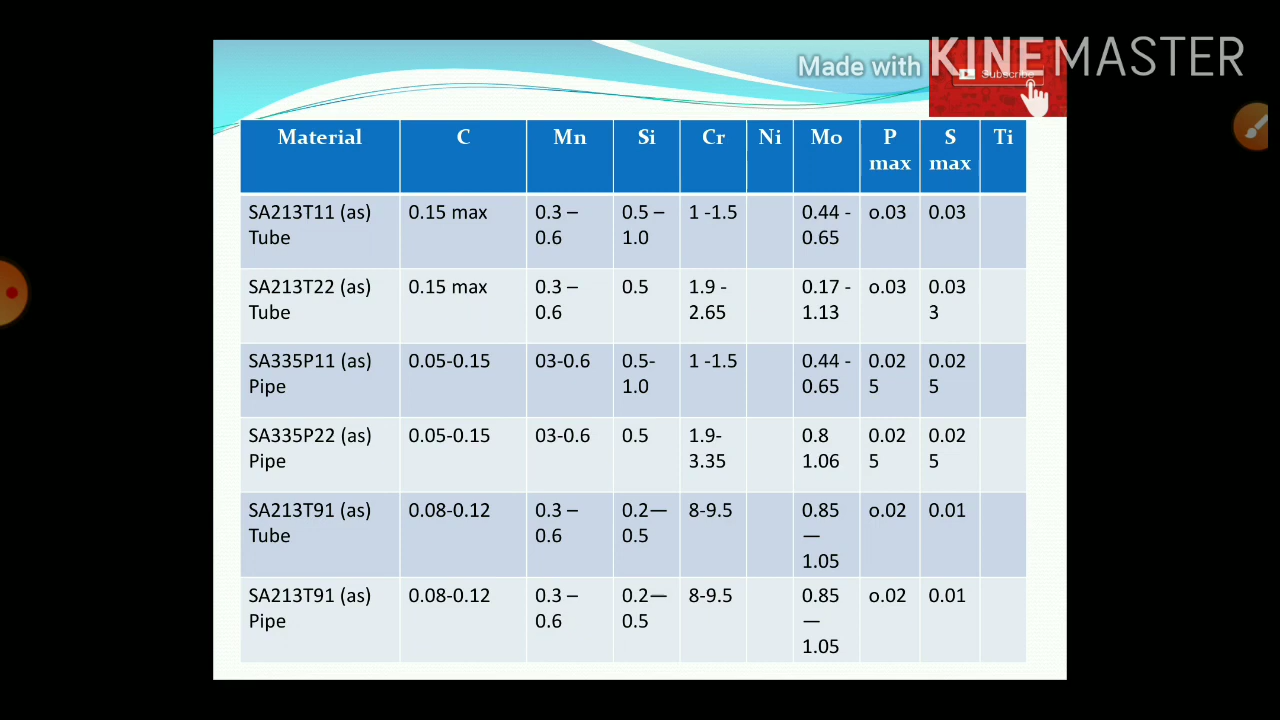 Made with KINEMASTER
Subscribe
Material C Mn Si Cr Ni Mo P max S max Ti
SA213T11 (as) Tube 0.15 max 0.3 – 0.6 0.5 – 1.0 1 -1.5 0.44 - 0.65 o.03 0.03
SA213T22 (as) Tube 0.15 max 0.3 – 0.6 0.5 1.9 - 2.65 0.17 - 1.13 o.03 0.03 3
SA335P11 (as) Pipe 0.05-0.15 03-0.6 0.5- 1.0 1 -1.5 0.44 - 0.65 0.02 5 0.02 5
SA335P22 (as) Pipe 0.05-0.15 03-0.6 0.5 1.9- 3.35 0.8 1.06 0.02 5 0.02 5
SA213T91 (as) Tube 0.08-0.12 0.3 – 0.6 0.2— 0.5 8-9.5 0.85 — 1.05 o.02 0.01
SA213T91 (as) Pipe 0.08-0.12 0.3 – 0.6 0.2— 0.5 8-9.5 0.85 — 1.05 o.02 0.01